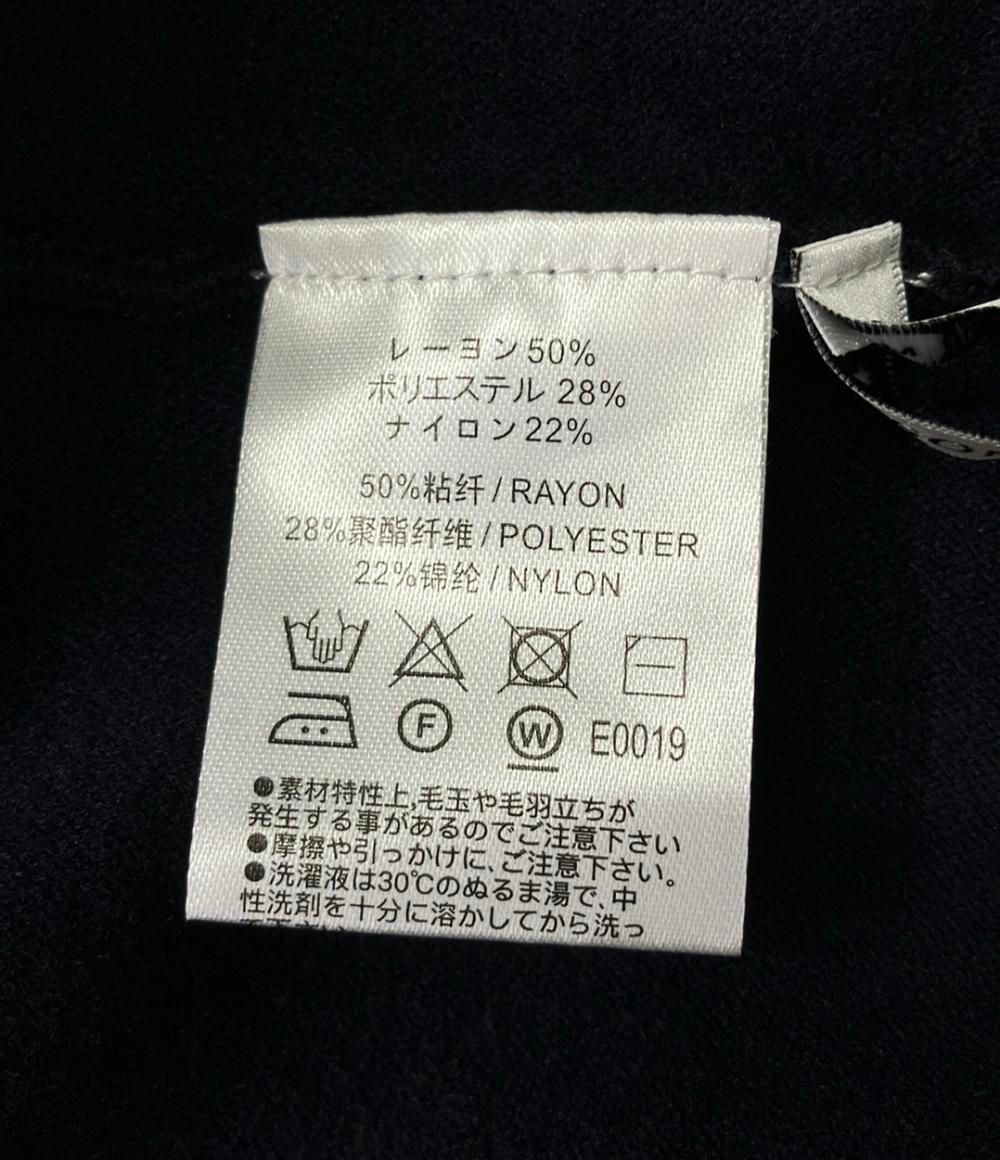 レーヨン50%
ポリエステル 28%
ナイロン22%
50%粘纤/RAYON
28%聚酯纤维/POLYESTER
22%锦纶/NYLON
F W E0019
●素材特性上,毛玉や毛羽立ちが
発生する事があるのでご注意下さい
●摩擦や引っかけに､ご注意下さい。
●洗濯液は30℃のぬるま湯で､中
性洗剤を十分に溶かしてから洗っ